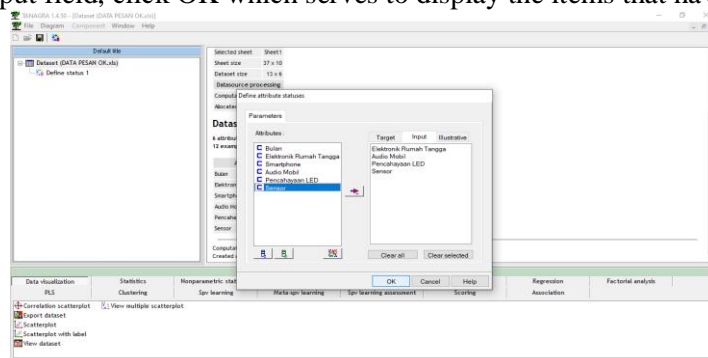 put field, click OK which serves to display the items that ha
TANAGRA 1.4.50 - [Dataset (DATA PESAN OK.xls)]
File Diagram Component Window Help
Default title
Dataset (DATA PESAN OK.xls)
Define status 1
Selected sheet Sheet1
Sheet size 37 x 10
Dataset size 13 x 6
Datasource processing
Define attribute statuses
Parameters
Attributes :
Target Input Illustrative
C Bulan
C Elektronik Rumah Tangga
C Smartphone
C Audio Mobil
C Pencahayaan LED
C Sensor
Elektronik Rumah Tangga
Audio Mobil
Pencahayaan LED
Sensor
Clear all Clear selected
OK Cancel Help
Computa
Allocate
Datas
6 attribut
12 examp
Bulan
Elektron
Smartph
Audio Mo
Pencaha
Sensor
Computat
Created
Data visualization Statistics Nonparametric stat Regression Factorial analysis
PLS Clustering Spv learning Meta-spv learning Spv learning assessment Scoring Association
Correlation scatterplot View multiple scatterplot
Export dataset
Scatterplot
Scatterplot with label
View dataset